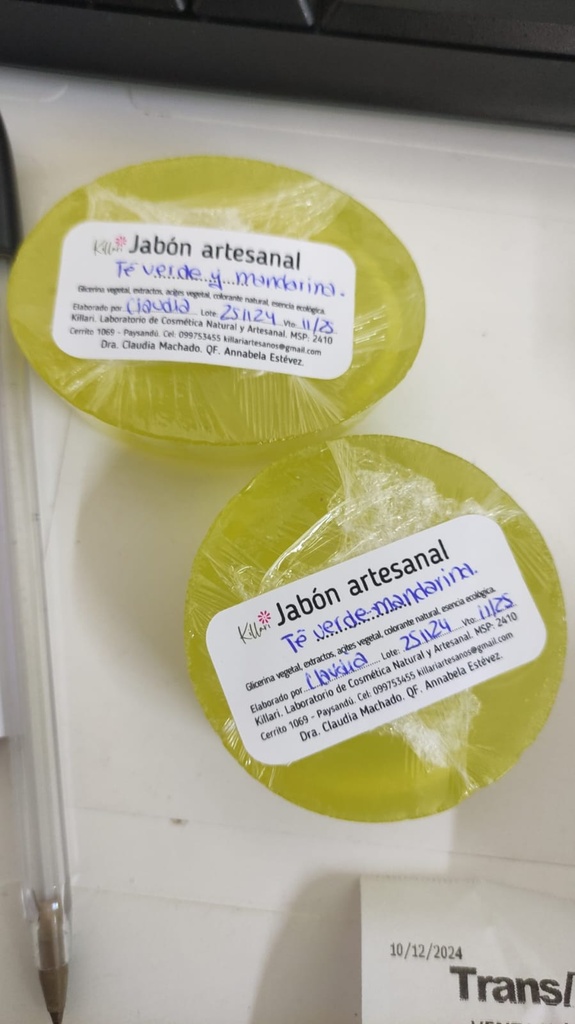 Killari Jabón artesanal
Té verde y mandarina.
Glicerina vegetal, extractos, acjtes vegetal, colorante natural, esencia ecológica.
Elaborado por Claudia Lote: 251124 Vto: 11/25
Killari. Laboratorio de Cosmética Natural y Artesanal. MSP: 2410
Cerrito 1069 - Paysandú. Cel: 099753455 killariartesanos@gmail.com
Dra. Claudia Machado. QF. Annabela Estévez.
Killari Jabón artesanal
Té verde-mandarina.
Glicerina vegetal, extractos, acjtes vegetal, colorante natural, esencia ecológica.
Elaborado por Claudia Lote: 251124 Vto: 11/25
Killari. Laboratorio de Cosmética Natural y Artesanal. MSP: 2410
Cerrito 1069 - Paysandú. Cel: 099753455 killariartesanos@gmail.com
Dra. Claudia Machado. QF. Annabela Estévez.
10/12/2024
Trans/